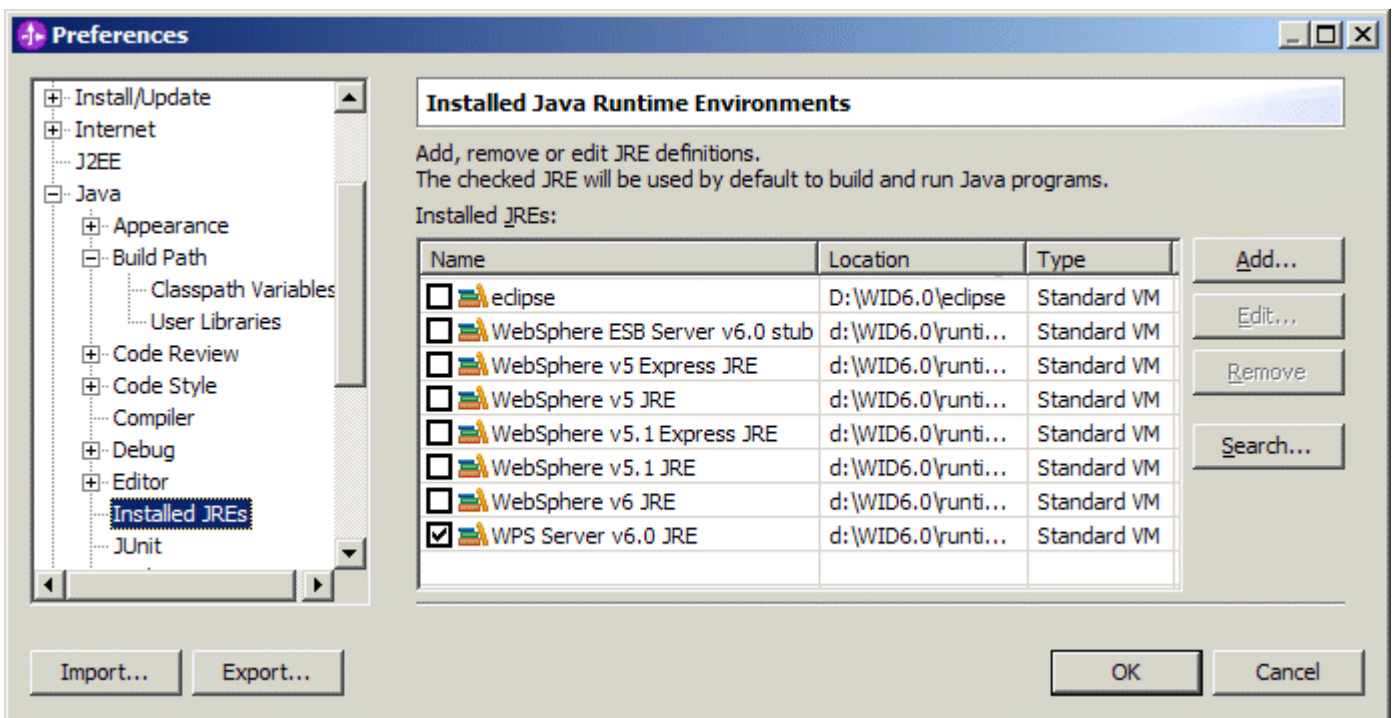 Preferences
Install/Update
Internet
J2EE
Java
Appearance
Build Path
Classpath Variables
User Libraries
Code Review
Code Style
Compiler
Debug
Editor
Installed JREs
JUnit
Installed Java Runtime Environments
Add, remove or edit JRE definitions.
The checked JRE will be used by default to build and run Java programs.
Installed JREs:
Name Location Type
eclipse D:\WID6.0\eclipse Standard VM
WebSphere ESB Server v6.0 stub d:\WID6.0\runti... Standard VM
WebSphere v5 Express JRE d:\WID6.0\runti... Standard VM
WebSphere v5 JRE d:\WID6.0\runti... Standard VM
WebSphere v5.1 Express JRE d:\WID6.0\runti... Standard VM
WebSphere v5.1 JRE d:\WID6.0\runti... Standard VM
WebSphere v6 JRE d:\WID6.0\runti... Standard VM
WPS Server v6.0 JRE d:\WID6.0\runti... Standard VM
Add...
Edit...
Remove
Search...
Import... Export... OK Cancel